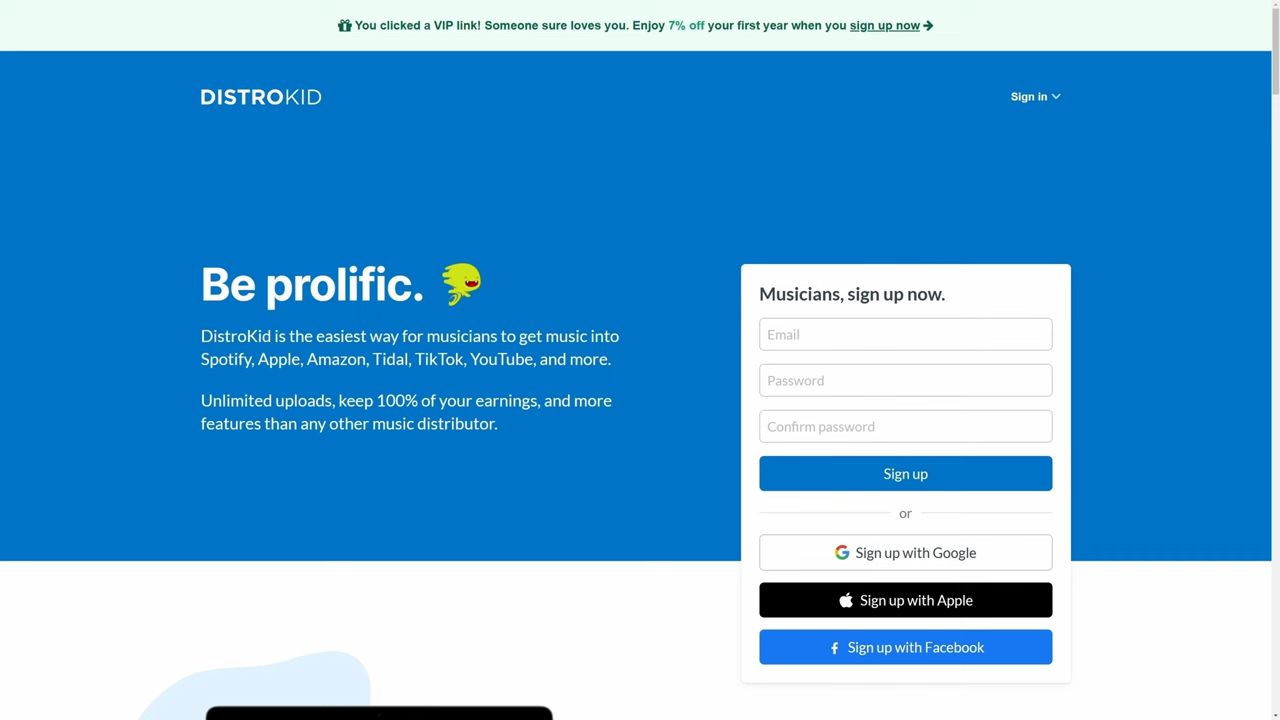 You clicked a VIP link! Someone sure loves you. Enjoy 7% off your first year when you sign up now
DISTROKID
Sign in
Be prolific.
DistroKid is the easiest way for musicians to get music into
Spotify, Apple, Amazon, Tidal, TikTok, YouTube, and more.
Unlimited uploads, keep 100% of your earnings, and more
features than any other music distributor.
Musicians, sign up now.
Email
Password
Confirm password
Sign up
or
Sign up with Google
Sign up with Apple
Sign up with Facebook